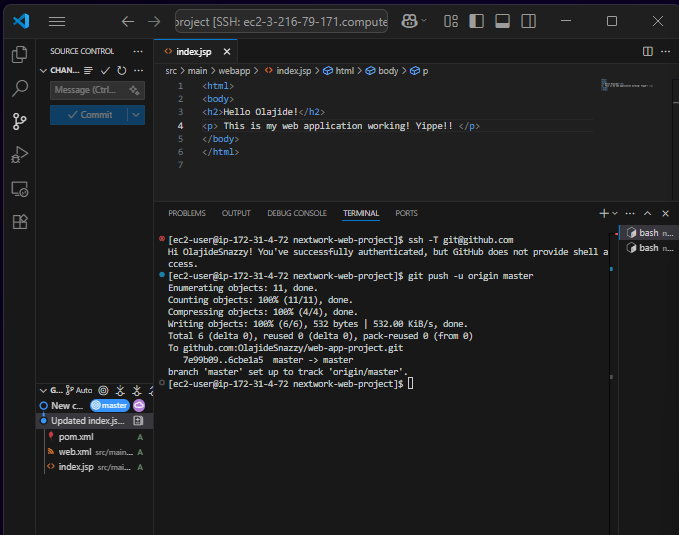 project [SSH: ec2-3-216-79-171.compute
SOURCE CONTROL
CHAN...
Message (Ctrl...
Commit
index.jsp
src > main > webapp > index.jsp > html > body > p
1 <html>
2 <body>
3 <h2>Hello Olajide!</h2>
4 <p> This is my web application working! Yippe!! </p>
5 </body>
6 </html>
7
PROBLEMS OUTPUT DEBUG CONSOLE TERMINAL PORTS
[ec2-user@ip-172-31-4-72 nextwork-web-project]$ ssh -T git@github.com
Hi OlajideSnazzy! You've successfully authenticated, but GitHub does not provide shell a
ccess.
[ec2-user@ip-172-31-4-72 nextwork-web-project]$ git push -u origin master
Enumerating objects: 11, done.
Counting objects: 100% (11/11), done.
Compressing objects: 100% (4/4), done.
Writing objects: 100% (6/6), 532 bytes | 532.00 KiB/s, done.
Total 6 (delta 0), reused 0 (delta 0), pack-reused 0 (from 0)
To github.com:OlajideSnazzy/web-app-project.git
7e99b09..6cbe1a5 master -> master
branch 'master' set up to track 'origin/master'.
[ec2-user@ip-172-31-4-72 nextwork-web-project]$
bash n...
bash n...
G... Auto
New c... master
Updated index.js...
pom.xml A
web.xml src/main... A
index.jsp src/mai... A